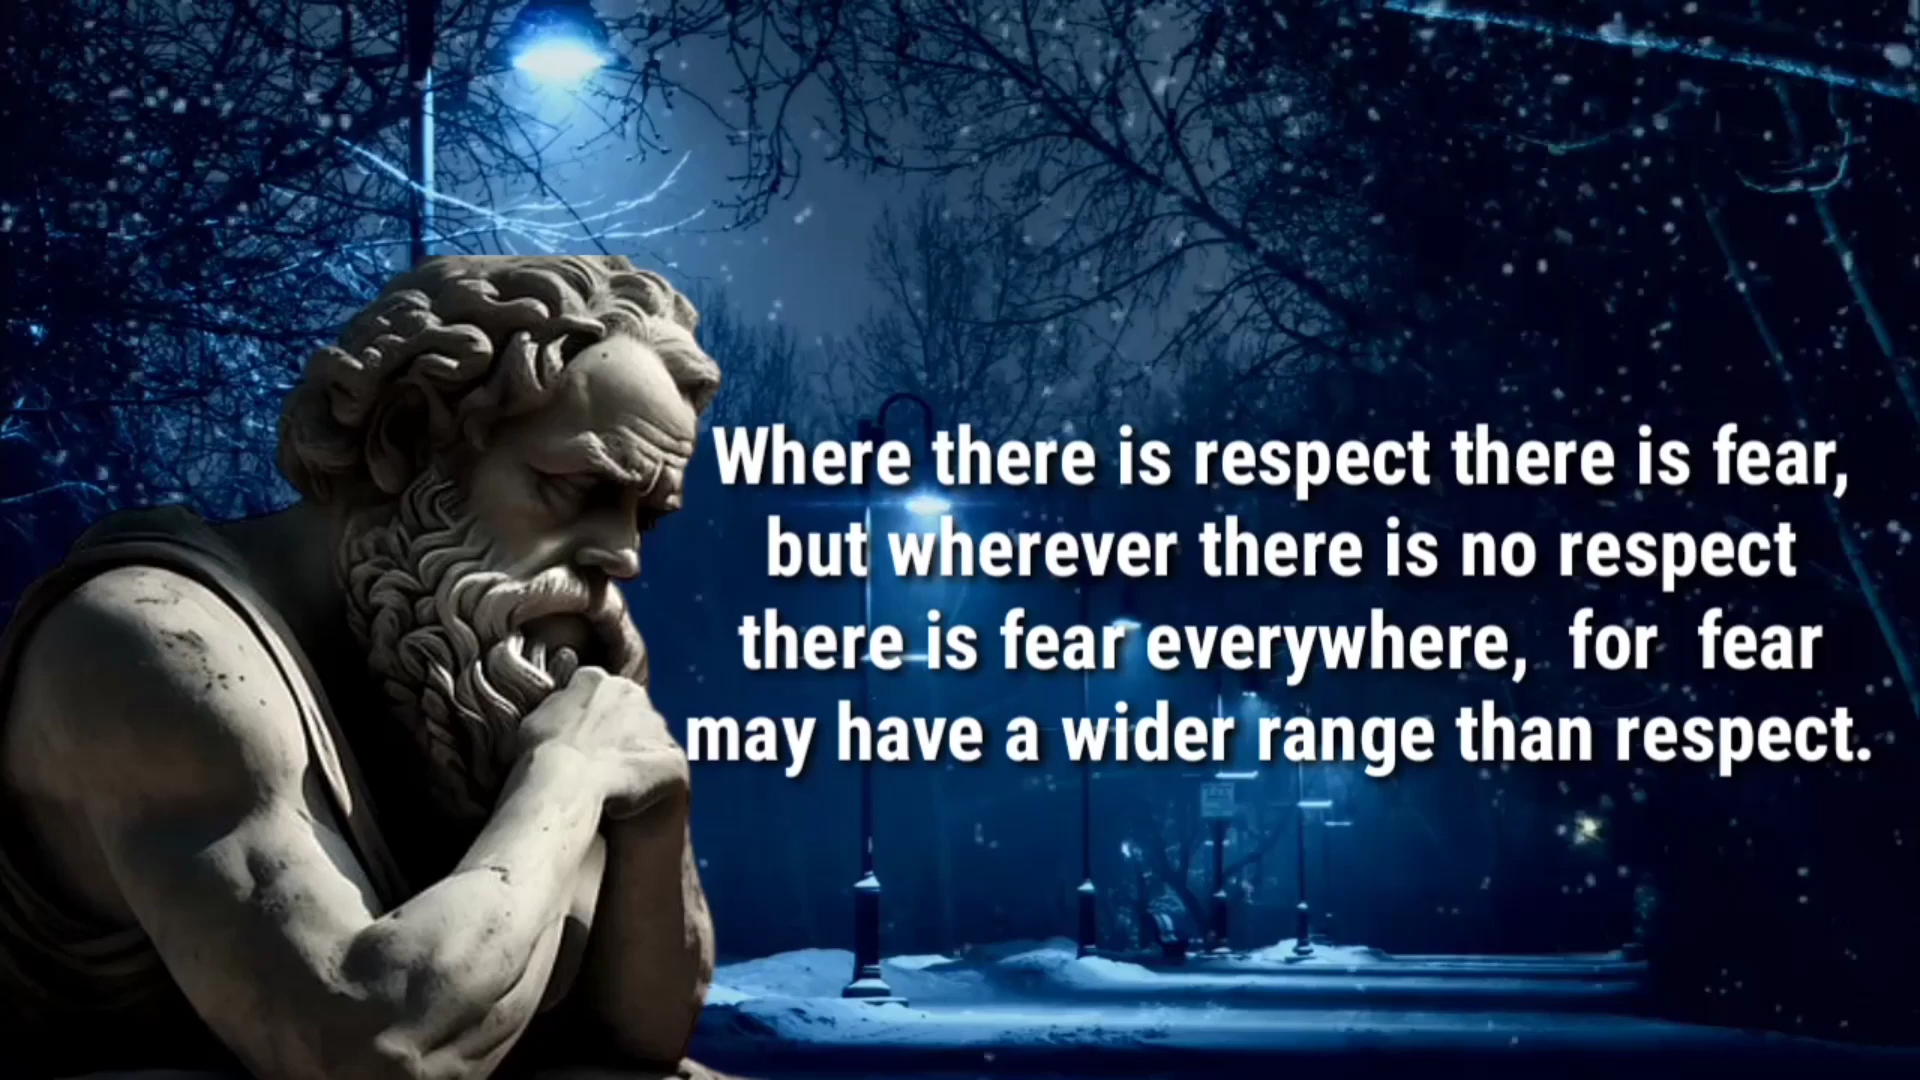 Where there is respect there is fear,
but wherever there is no respect
there is fear everywhere, for fear
may have a wider range than respect.